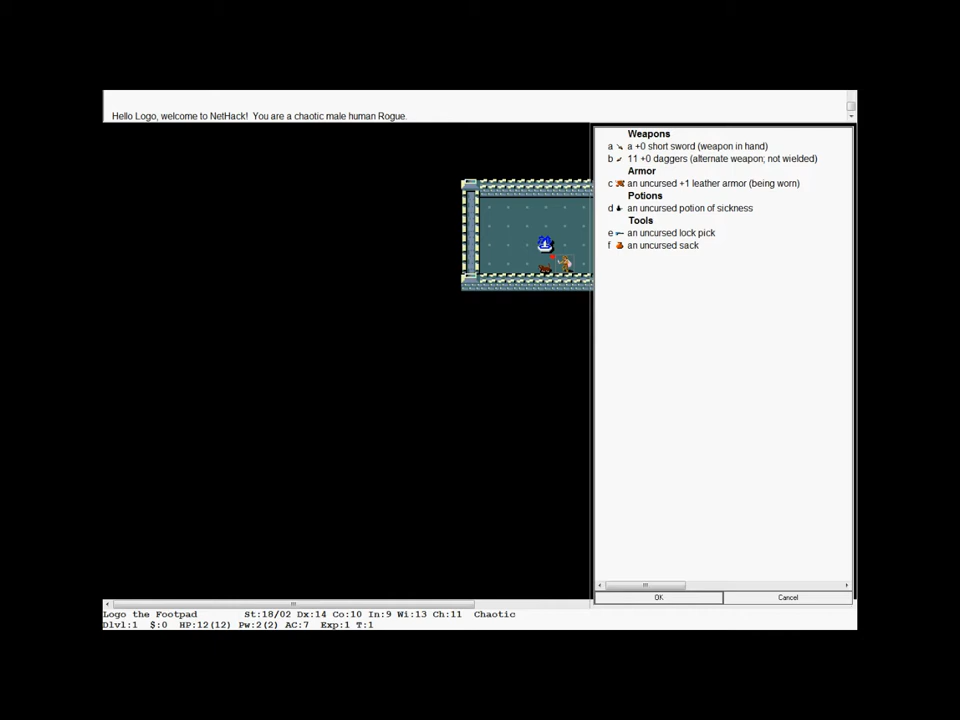 Hello Logo, welcome to NetHack!  You are a chaotic male human Rogue.
Weapons
a a +0 short sword (weapon in hand)
b 11 +0 daggers (alternate weapon; not wielded)
Armor
c an uncursed +1 leather armor (being worn)
Potions
d an uncursed potion of sickness
Tools
e an uncursed lock pick
f an uncursed sack
OK Cancel
Logo the Footpad St:18/02 Dx:14 Co:10 In:9 Wi:13 Ch:11 Chaotic
Dlvl:1 $:0 HP:12(12) Pw:2(2) AC:7 Exp:1 T:1